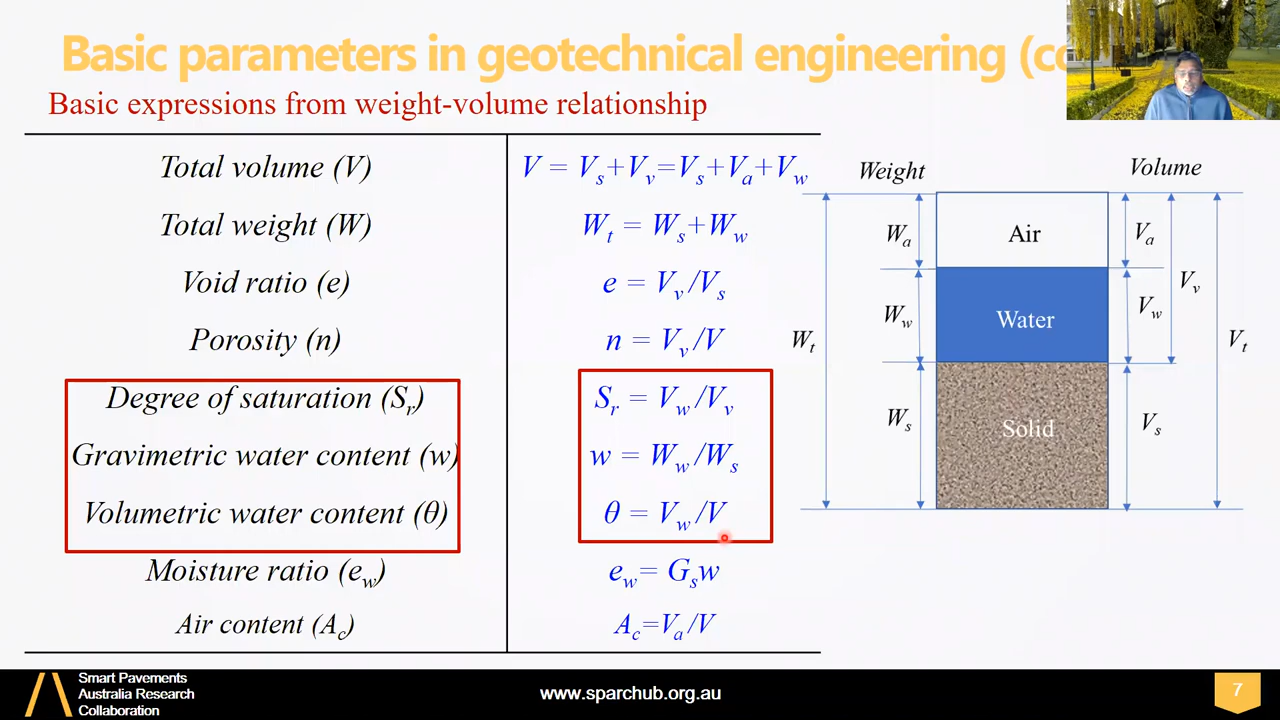 Basic parameters in geotechnical engineering (co
Basic expressions from weight-volume relationship
Total volume (V)
V = Vs+Vv=Vs+Va+Vw
Total weight (W)
Wt = Ws+Ww
Void ratio (e)
e = Vv/Vs
Porosity (n)
n = Vv/V
Degree of saturation (Sr)
Sr = Vw/Vv
Gravimetric water content (w)
w = Ww/Ws
Volumetric water content (θ)
θ = Vw/V
Moisture ratio (ew)
ew= Gsw
Air content (Ac)
Ac=Va/V
Weight
Volume
Wa
Air
Va
Vv
Ww
Water
Vw
Wt
Vt
Ws
Solid
Vs
Smart Pavements
Australia Research
Collaboration
www.sparchub.org.au
7